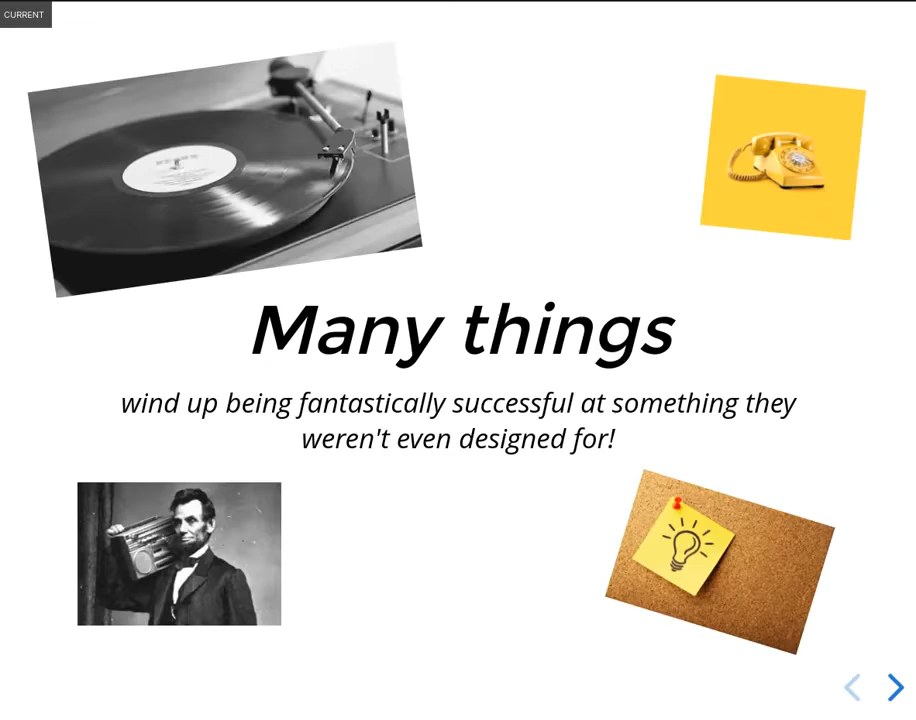 CURRENT
Many things
wind up being fantastically successful at something they
weren't even designed for!